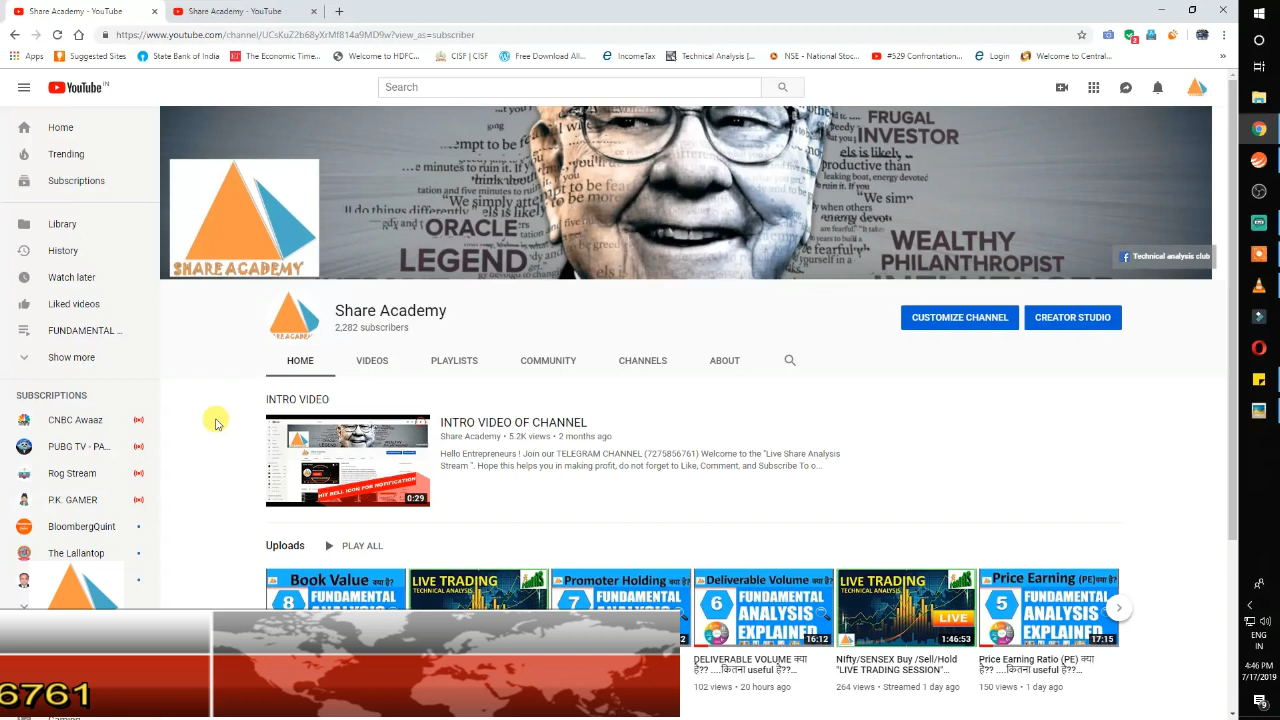 Share Academy - YouTube
Share Academy - YouTube
https://www.youtube.com/channel/UCsKuZ2b68yXrMf814a9MD9w?view_as=subscriber
Apps
Suggested Sites
State Bank of India
The Economic Time...
Welcome to HDFC...
CISF | CISF
Free Download All...
IncomeTax
Technical Analysis [...
NSE - National Stoc...
#529 Confrontation...
Login
Welcome to Central...
YouTube IN
Search
Home
Trending
Subscriptions
Library
History
Watch later
Liked videos
FUNDAMENTAL ...
Show more
SUBSCRIPTIONS
CNBC Awaaz
PUBG TV - PA...
Rog Stream
P.K. GAMER
BloombergQuint
The Lallantop
FRUGAL
INVESTOR
ORACLE
LEGEND
WEALTHY
PHILANTHROPIST
SHARE ACADEMY
Technical analysis club
Share Academy
2,282 subscribers
CUSTOMIZE CHANNEL
CREATOR STUDIO
HOME
VIDEOS
PLAYLISTS
COMMUNITY
CHANNELS
ABOUT
INTRO VIDEO
HIT BELL ICON FOR NOTIFICATION
0:29
INTRO VIDEO OF CHANNEL
Share Academy • 5.2K views • 2 months ago
Hello Entrepreneurs ! Join our TELEGRAM CHANNEL (7275856761) Welcome to the "Live Share Analysis
Stream ". Hope this helps you in making profit, do not forget to Like, Comment, and Subscribe To o...
Uploads
PLAY ALL
Book Value क्या है?
8 FUNDAMENTAL
LIVE TRADING
TECHNICAL ANALYSIS
Promoter Holding क्या है?
7 FUNDAMENTAL
Deliverable Volume क्या है?
6 FUNDAMENTAL
ANALYSIS
EXPLAINED
16:12
LIVE TRADING
TECHNICAL ANALYSIS
LIVE
1:46:53
Price Earning (PE) क्या है?
5 FUNDAMENTAL
ANALYSIS
EXPLAINED
17:15
DELIVERABLE VOLUME क्या
है?? ....कितना useful है??...
102 views • 20 hours ago
Nifty/SENSEX Buy /Sell/Hold
"LIVE TRADING SESSION"...
264 views • Streamed 1 day ago
Price Earning Ratio (PE) क्या
है?? ....कितना useful है??...
150 views • 1 day ago
6761
ENG
IN
4:46 PM
7/17/2019